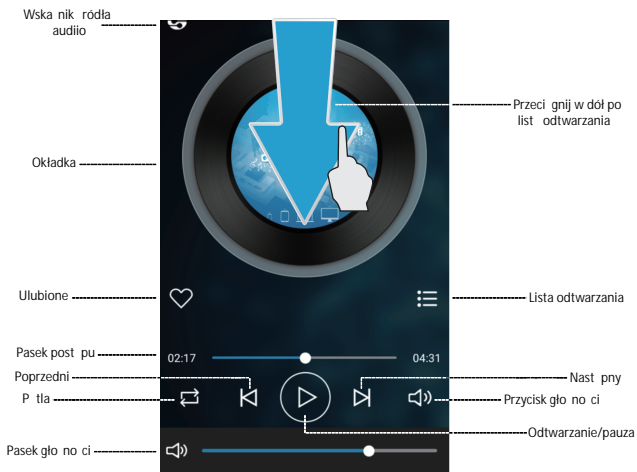 Wska nik ródła
audiio
Przeci gnij w dół po
list odtwarzania
Okładka
Ulubione
Lista odtwarzania
Pasek post pu
02:17
04:31
Poprzedni
Nast pny
P tla
Przycisk gło no ci
Odtwarzanie/pauza
Pasek gło no ci